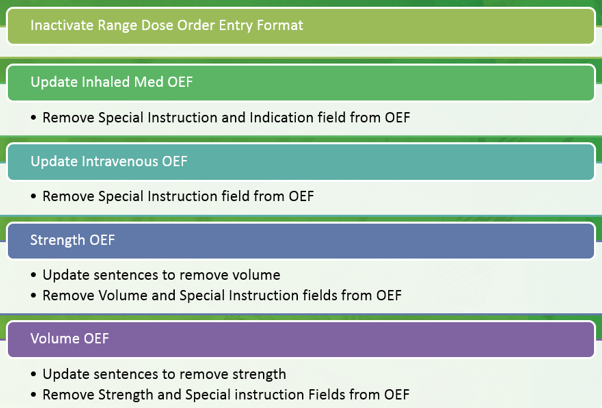 Inactivate Range Dose Order Entry Format
Update Inhaled Med OEF
• Remove Special Instruction and Indication field from OEF
Update Intravenous OEF
• Remove Special Instruction field from OEF
Strength OEF
• Update sentences to remove volume
• Remove Volume and Special Instruction fields from OEF
Volume OEF
• Update sentences to remove strength
• Remove Strength and Special instruction Fields from OEF